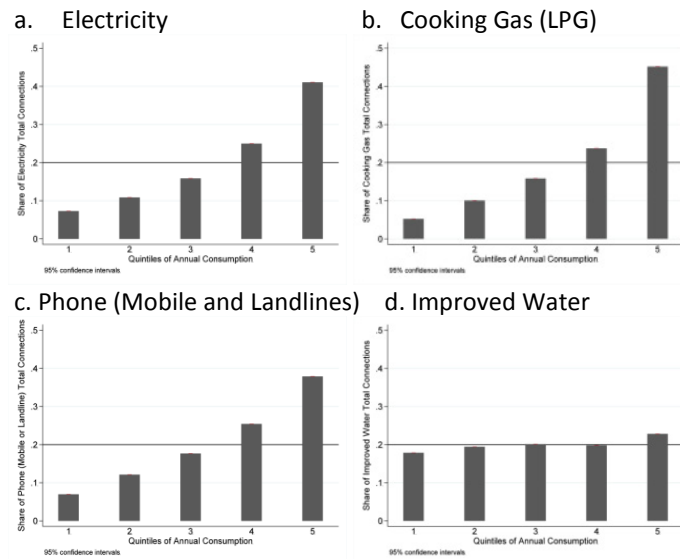 a. Electricity
Share of Electricity Total Connections
.5
.4
.3
.2
.1
0
1 2 3 4 5
Quintiles of Annual Consumption
95% confidence intervals
b. Cooking Gas (LPG)
Share of Cooking Gas Total Connections
.5
.4
.3
.2
.1
0
1 2 3 4 5
Quintiles of Annual Consumption
95% confidence intervals
c. Phone (Mobile and Landlines)
Share of Phone (Mobile or Landline) Total Connections
.5
.4
.3
.2
.1
0
1 2 3 4 5
Quintiles of Annual Consumption
95% confidence intervals
d. Improved Water
Share of Improved Water Total Connections
.5
.4
.3
.2
.1
0
1 2 3 4 5
Quintiles of Annual Consumption
95% confidence intervals